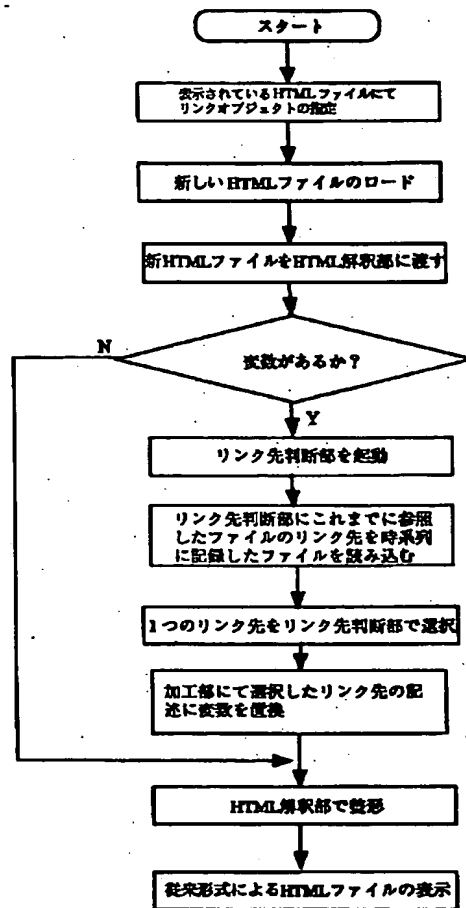 スタート
表示されているHTMLファイルにて
リンクオブジェクトの指定
新しいHTMLファイルのロード
新HTMLファイルをHTML解釈部に渡す
変数があるか？
N
Y
リンク先判断部を起動
リンク先判断部にこれまでに参照
したファイルのリンク先を時系列
に記録したファイルを読み込む
1つのリンク先をリンク先判断部で選択
加工部にて選択したリンク先の記
述に変数を置換
HTML解釈部で整形
従来形式によるHTMLファイルの表示